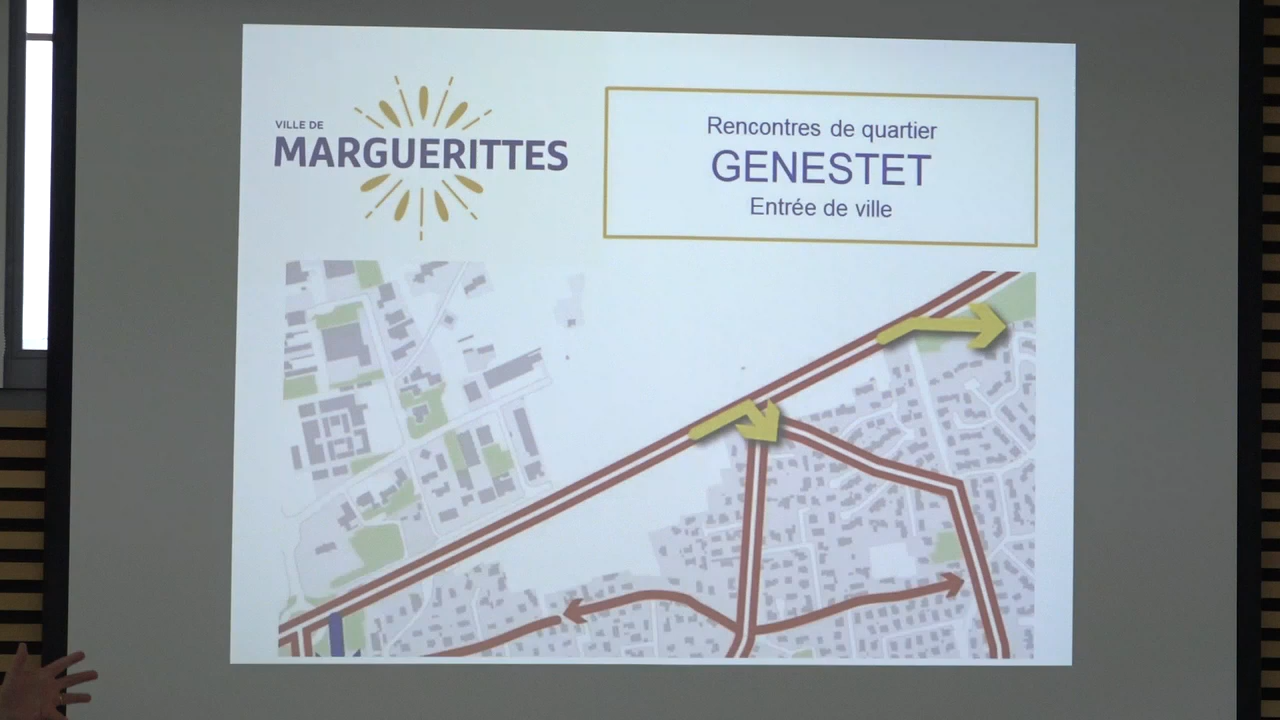 VILLE DE
MARGUERITTES
Rencontres de quartier
GENESTET
Entrée de ville